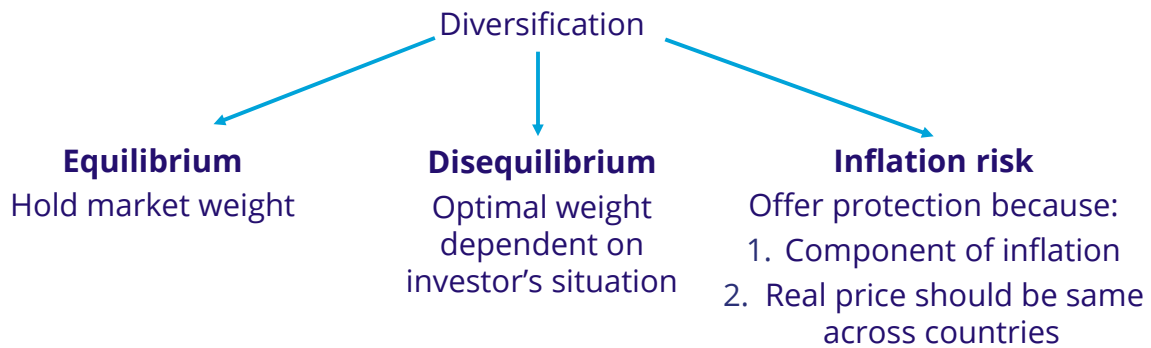 Diversification
Equilibrium
Hold market weight
Disequilibrium
Optimal weight
dependent on
investor's situation
Inflation risk
Offer protection because:
1. Component of inflation
2. Real price should be same
across countries